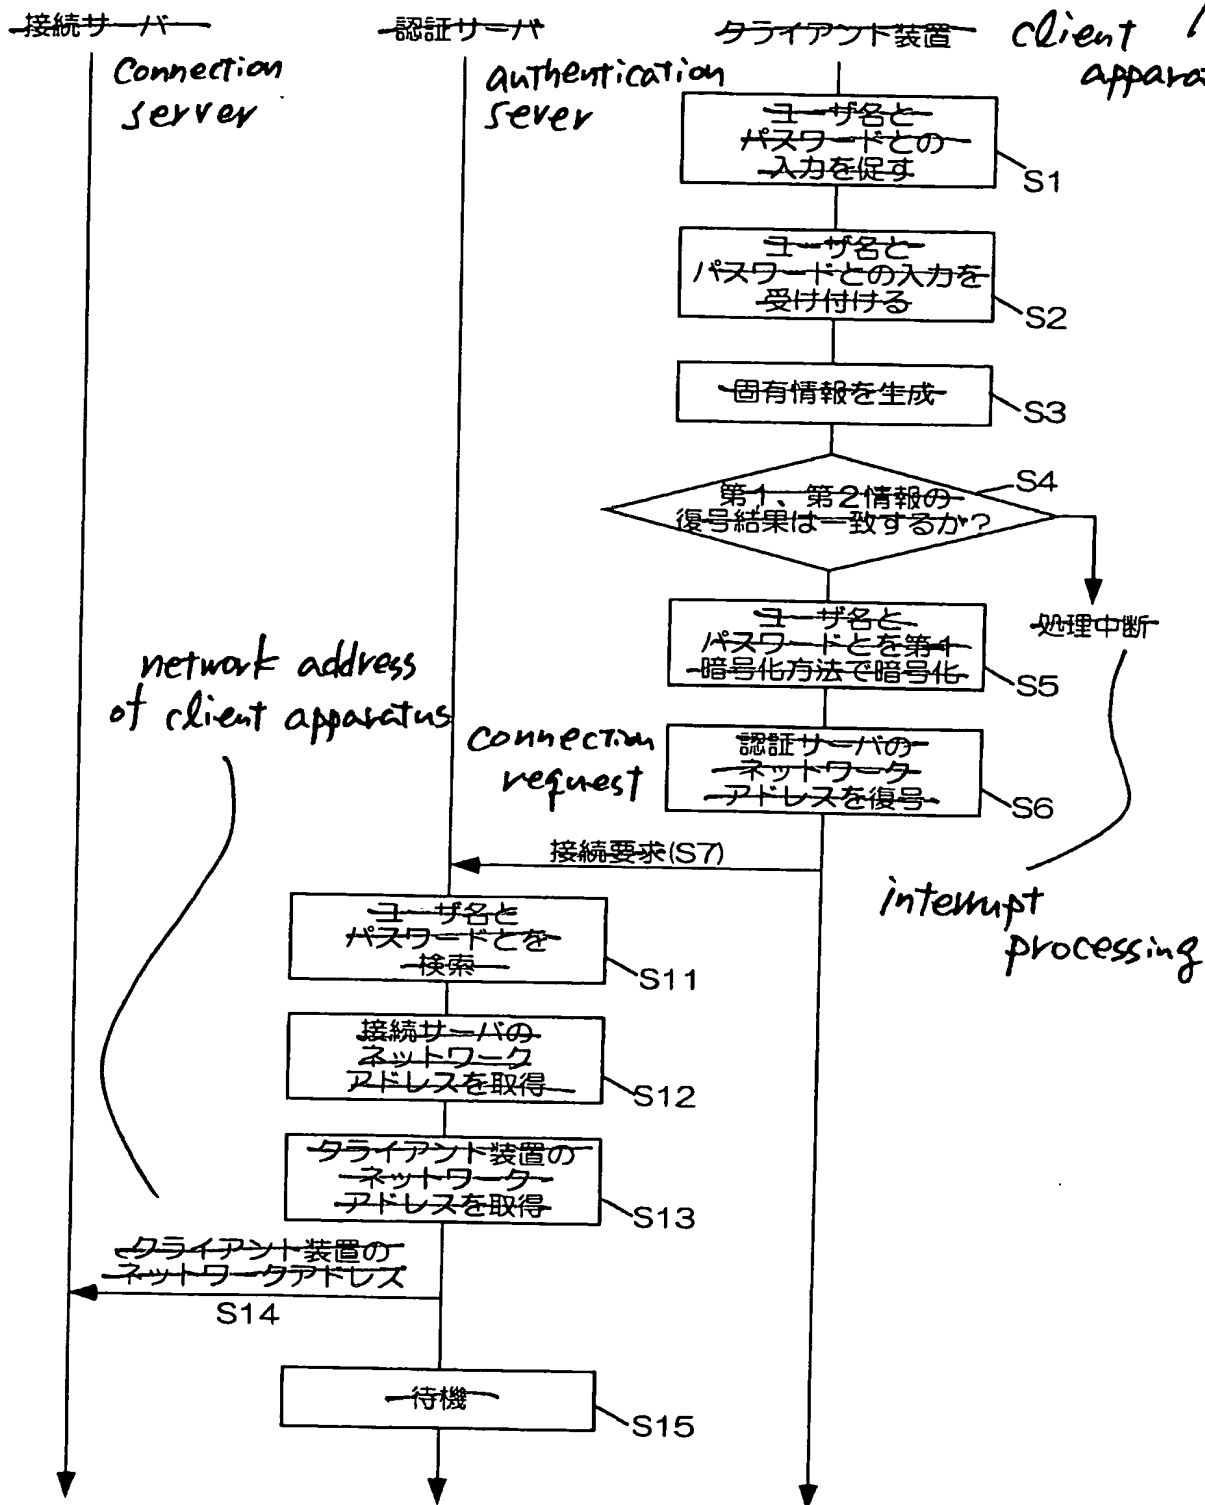 接続サーバ
認証サーバ
クライアント装置
client
apparat
Connection
server
authentication
sever
ユーザ名と
パスワードとの
入力を促す
S1
ユーザ名と
パスワードとの入力を
受け付ける
S2
固有情報を生成
S3
S4
第1、第2情報の
復号結果は一致するか?
処理中断
ユーザ名と
パスワードとを第1
暗号化方法で暗号化
S5
network address
of client apparatus
connection
request
認証サーバの
ネットワーク
アドレスを復号
S6
接続要求(S7)
interrupt
processing
ユーザ名と
パスワードとを
検索
S11
接続サーバの
ネットワーク
アドレスを取得
S12
クライアント装置の
ネットワーク
アドレスを取得
S13
クライアント装置の
ネットワークアドレス
S14
待機
S15